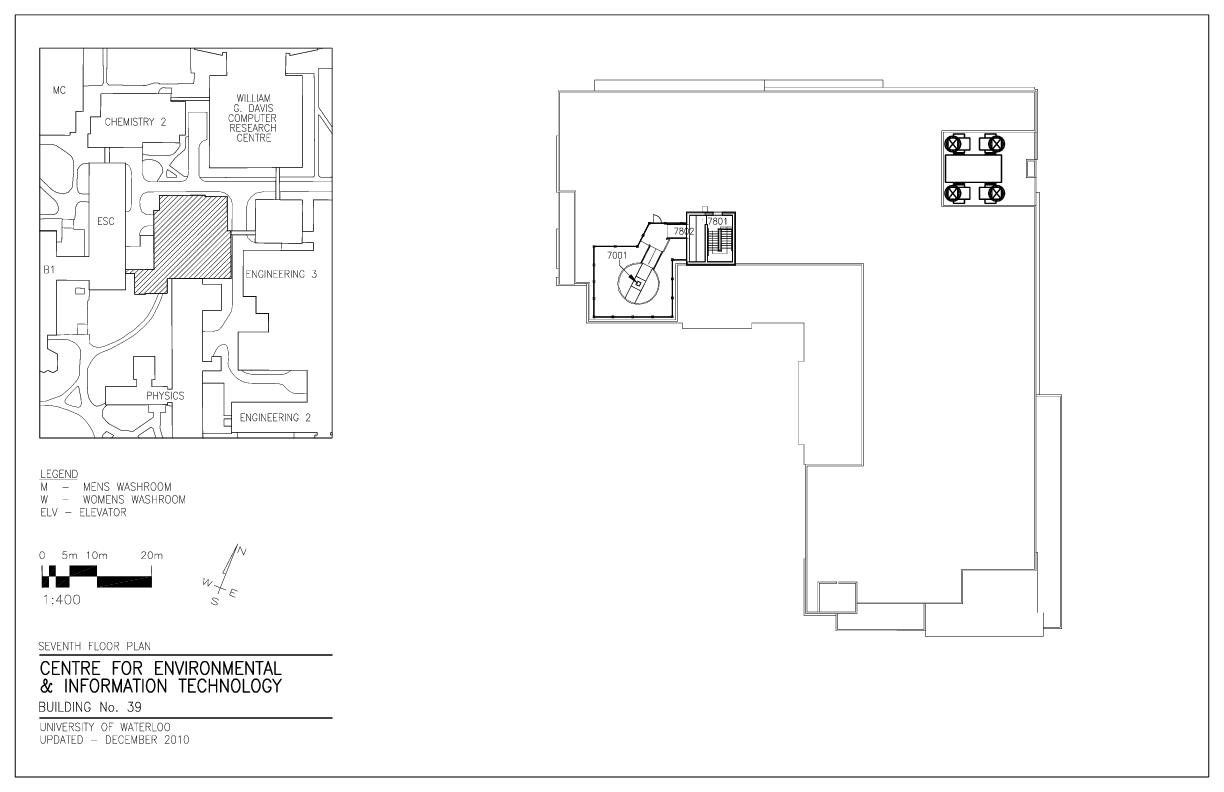 MC
CHEMISTRY 2
WILLIAM
G. DAVIS
COMPUTER
RESEARCH
CENTRE
ESC
B1
ENGINEERING 3
PHYSICS
ENGINEERING 2
LEGEND
M – MENS WASHROOM
W – WOMENS WASHROOM
ELV – ELEVATOR
0 5m 10m 20m
1:400
N
W
E
S
SEVENTH FLOOR PLAN
CENTRE FOR ENVIRONMENTAL
& INFORMATION TECHNOLOGY
BUILDING No. 39
UNIVERSITY OF WATERLOO
UPDATED – DECEMBER 2010
7801
7802
7001